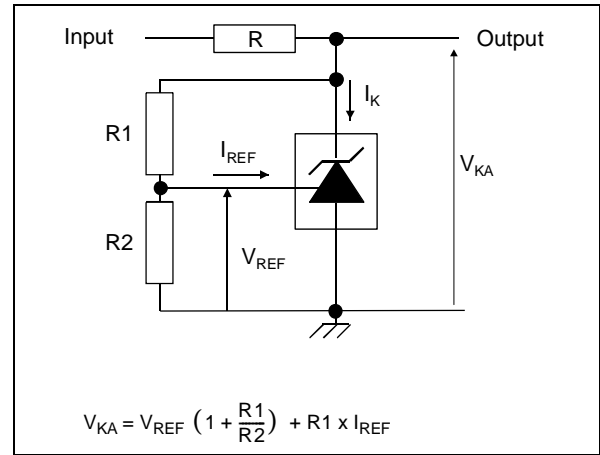 Input R Output
I_K
R1
I_REF
V_KA
R2
V_REF
V_KA = V_REF (1 + R1/R2) + R1 x I_REF